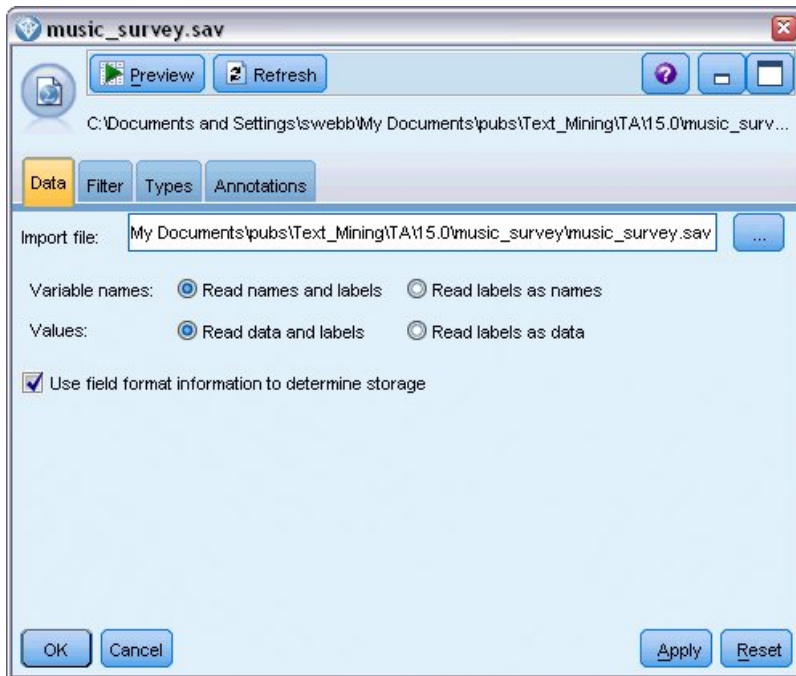 music_survey.sav
Preview Refresh
C:\Documents and Settings\swebb\My Documents\pubs\Text_Mining\TA\15.0\music_surv...
Data Filter Types Annotations
Import file: My Documents\pubs\Text_Mining\TA\15.0\music_survey\music_survey.sav ...
Variable names: Read names and labels Read labels as names
Values: Read data and labels Read labels as data
Use field format information to determine storage
OK Cancel Apply Reset